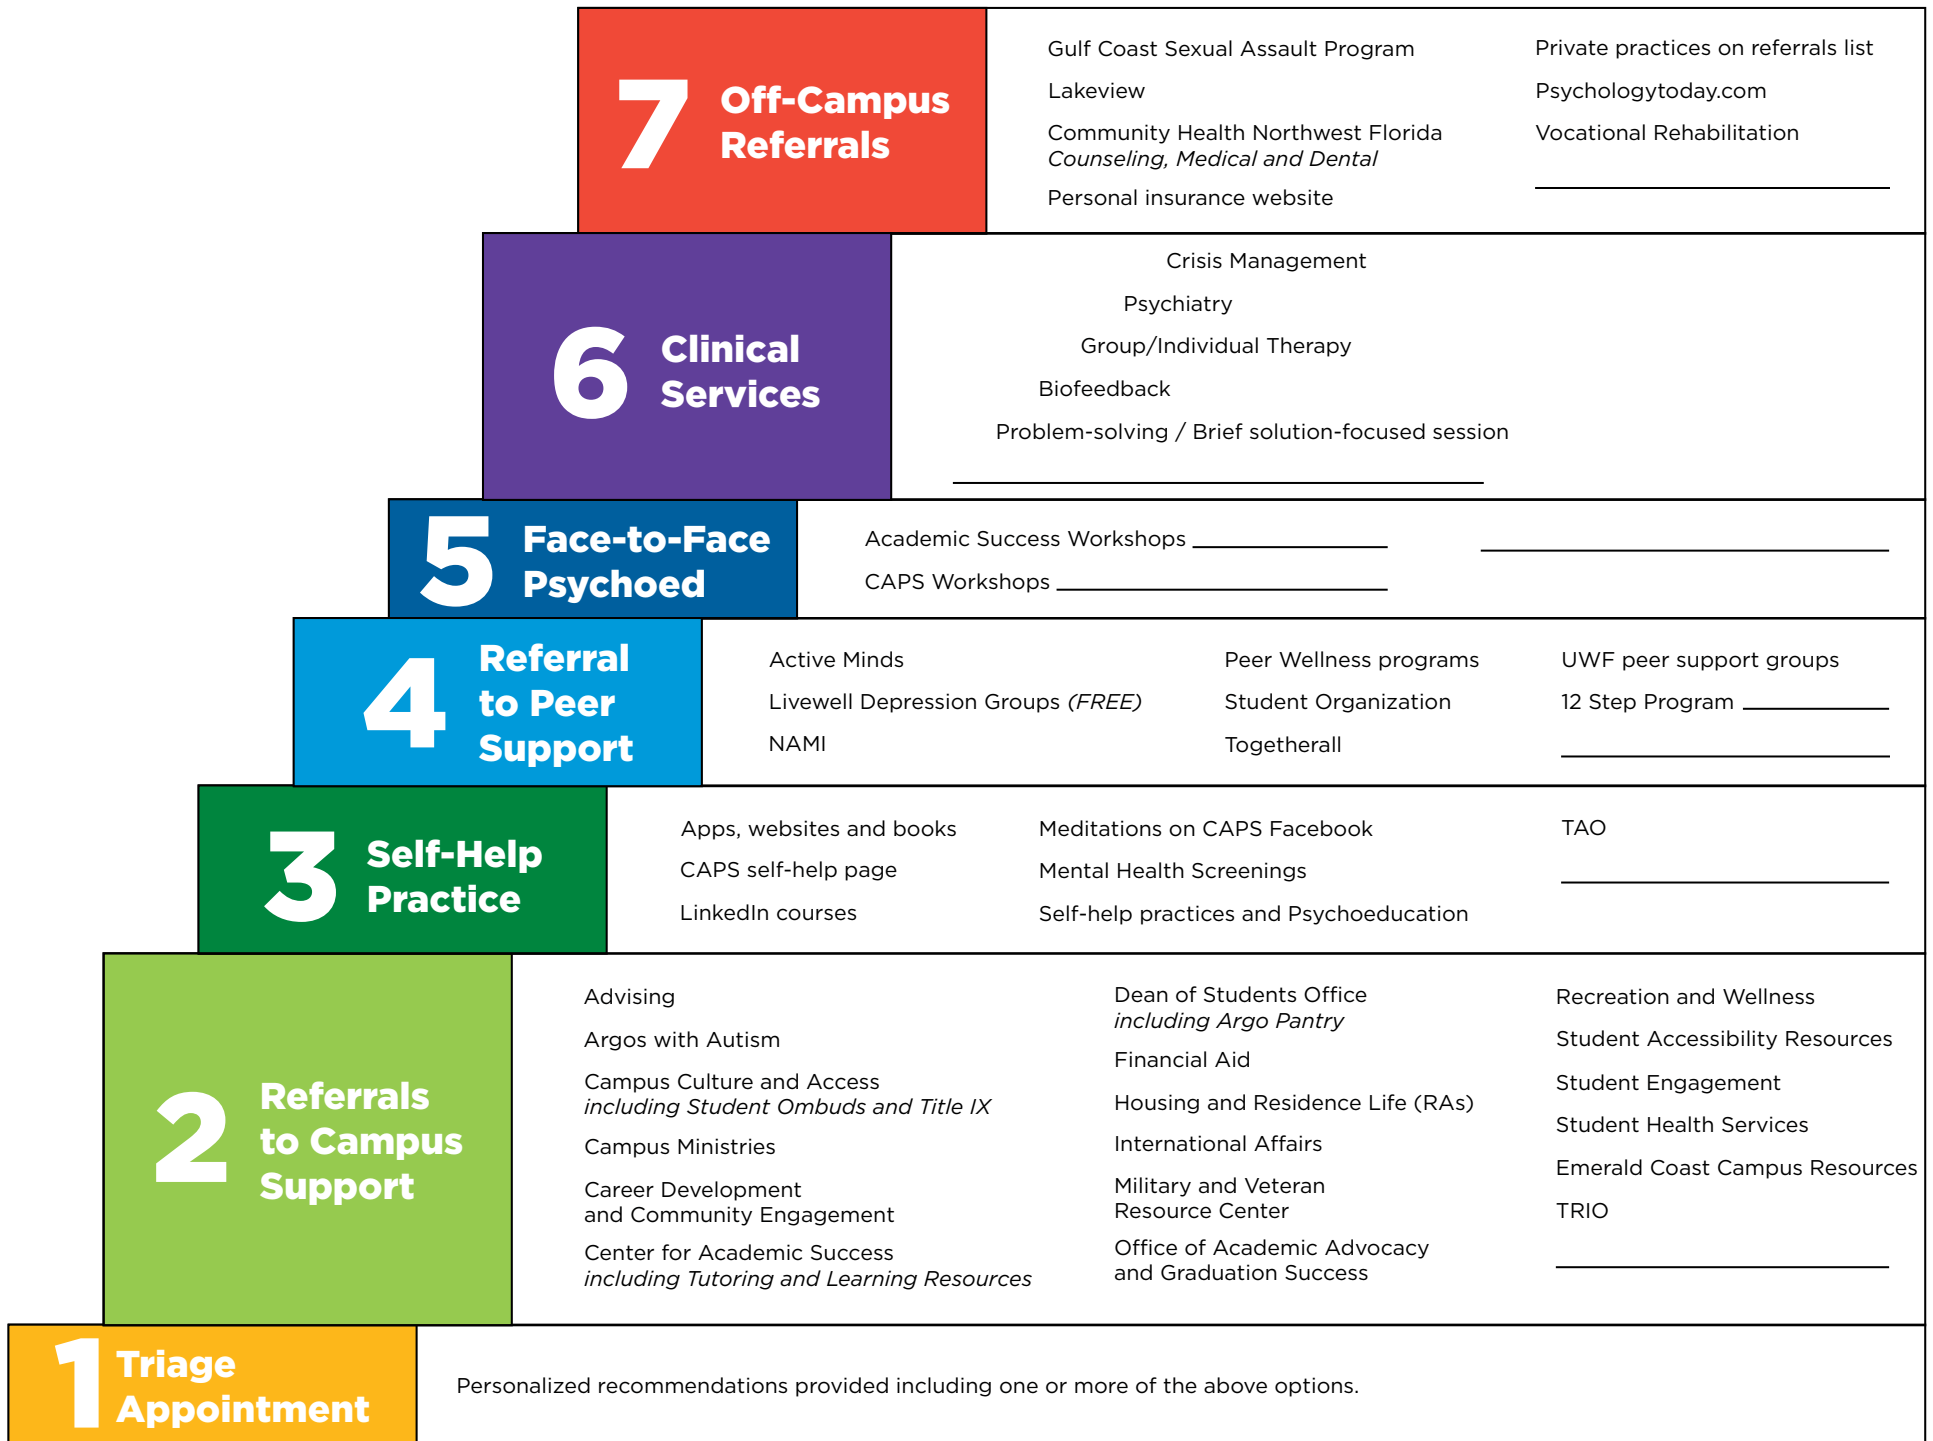 7
Off-Campus
Referrals
Gulf Coast Sexual Assault Program
Lakeview
Community Health Northwest Florida
Counseling, Medical and Dental
Personal insurance website
Private practices on referrals list
Psychologytoday.com
Vocational Rehabilitation
6
Clinical
Services
Crisis Management
Psychiatry
Group/Individual Therapy
Biofeedback
Problem-solving / Brief solution-focused session
5
Face-to-Face
Psychoed
Academic Success Workshops
CAPS Workshops
4
Referral
to Peer
Support
Active Minds
Livewell Depression Groups (FREE)
NAMI
Peer Wellness programs
Student Organization
Togetherall
UWF peer support groups
12 Step Program
3
Self-Help
Practice
Apps, websites and books
CAPS self-help page
LinkedIn courses
Meditations on CAPS Facebook
Mental Health Screenings
Self-help practices and Psychoeducation
TAO
2
Referrals
to Campus
Support
Advising
Argos with Autism
Campus Culture and Access
including Student Ombuds and Title IX
Campus Ministries
Career Development
and Community Engagement
Center for Academic Success
including Tutoring and Learning Resources
Dean of Students Office
including Argo Pantry
Financial Aid
Housing and Residence Life (RAs)
International Affairs
Military and Veteran
Resource Center
Office of Academic Advocacy
and Graduation Success
Recreation and Wellness
Student Accessibility Resources
Student Engagement
Student Health Services
Emerald Coast Campus Resources
TRIO
1
Triage
Appointment
Personalized recommendations provided including one or more of the above options.